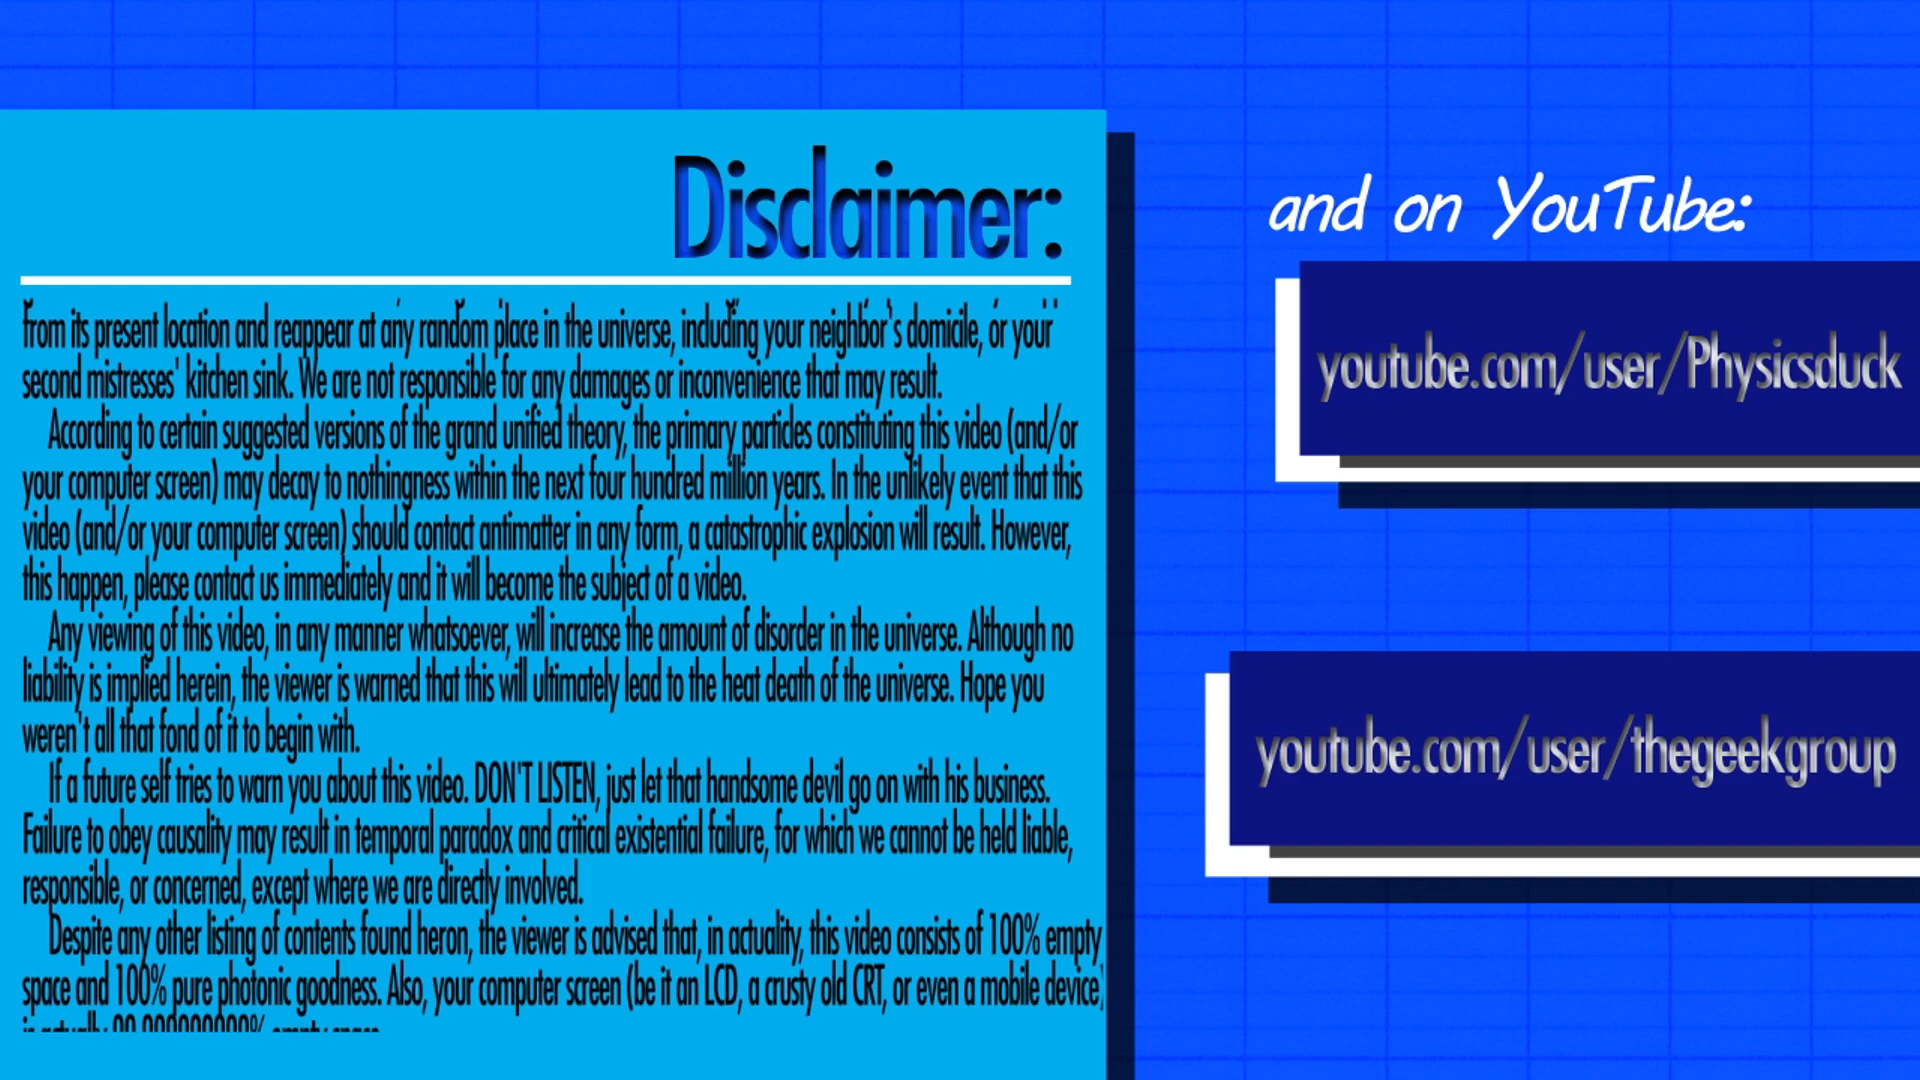 Disclaimer:
from its present location and reappear at any random place in the universe, including your neighbor's domicile, or your
second mistresses' kitchen sink. We are not responsible for any damages or inconvenience that may result.
According to certain suggested versions of the grand unified theory, the primary particles constituting this video (and/or
your computer screen) may decay to nothingness within the next four hundred million years. In the unlikely event that this
video (and/or your computer screen) should contact antimatter in any form, a catastrophic explosion will result. However,
this happen, please contact us immediately and it will become the subject of a video.
Any viewing of this video, in any manner whatsoever, will increase the amount of disorder in the universe. Although no
liability is implied herein, the viewer is warned that this will ultimately lead to the heat death of the universe. Hope you
weren't all that fond of it to begin with.
If a future self tries to warn you about this video. DON'T LISTEN, just let that handsome devil go on with his business.
Failure to obey causality may result in temporal paradox and critical existential failure, for which we cannot be held liable,
responsible, or concerned, except where we are directly involved.
Despite any other listing of contents found heron, the viewer is advised that, in actuality, this video consists of 100% empty
space and 100% pure photonic goodness. Also, your computer screen (be it an LCD, a crusty old CRT, or even a mobile device)
is actually empty space
and on YouTube:
youtube.com/user/Physicsduck
youtube.com/user/thegeekgroup